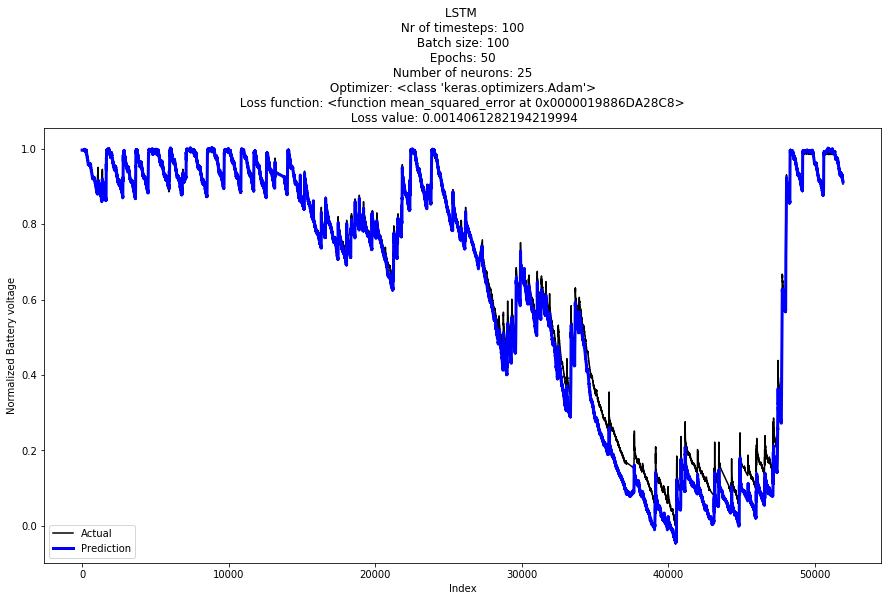 LSTM
Nr of timesteps: 100
Batch size: 100
Epochs: 50
Number of neurons: 25
Optimizer: <class 'keras.optimizers.Adam'>
Loss function: <function mean_squared_error at 0x0000019886DA28C8>
Loss value: 0.0014061282194219994
1.0
0.8
0.6
0.4
0.2
0.0
Normalized Battery voltage
Actual
Prediction
0
10000
20000
30000
40000
50000
Index